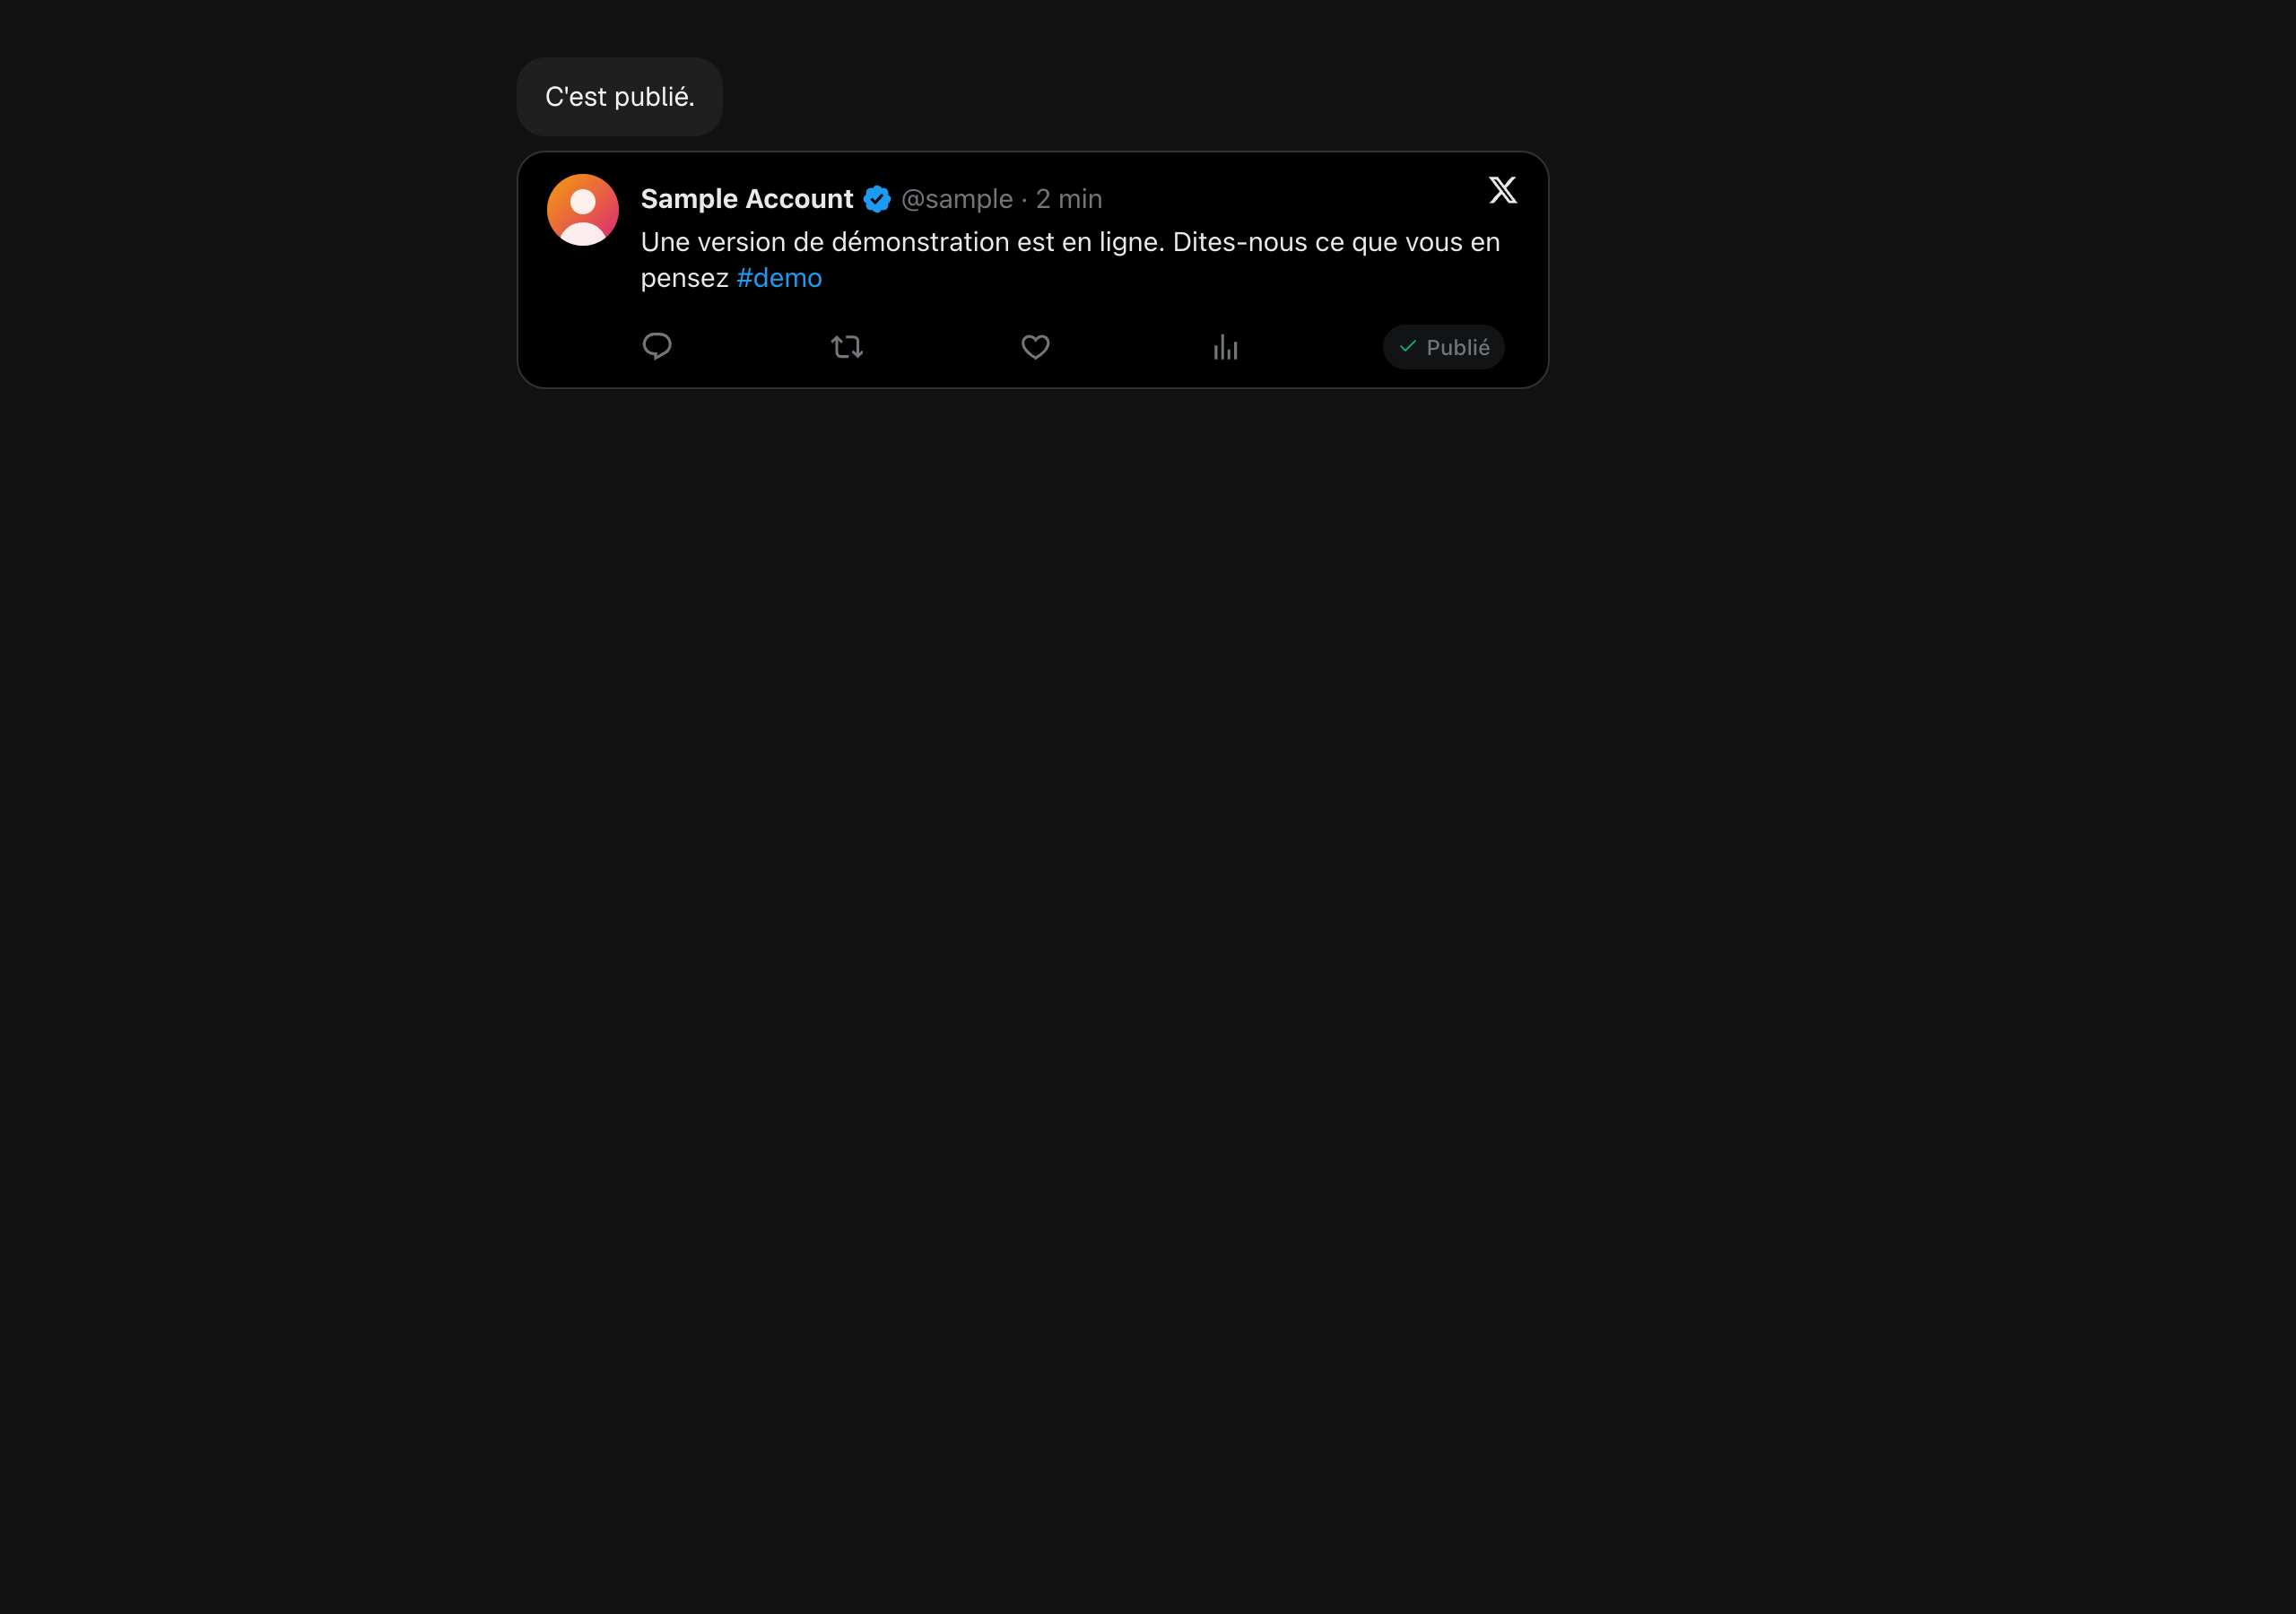 C'est publié.
Sample Account @sample · 2 min
Une version de démonstration est en ligne. Dites-nous ce que vous en
pensez #demo
Publié